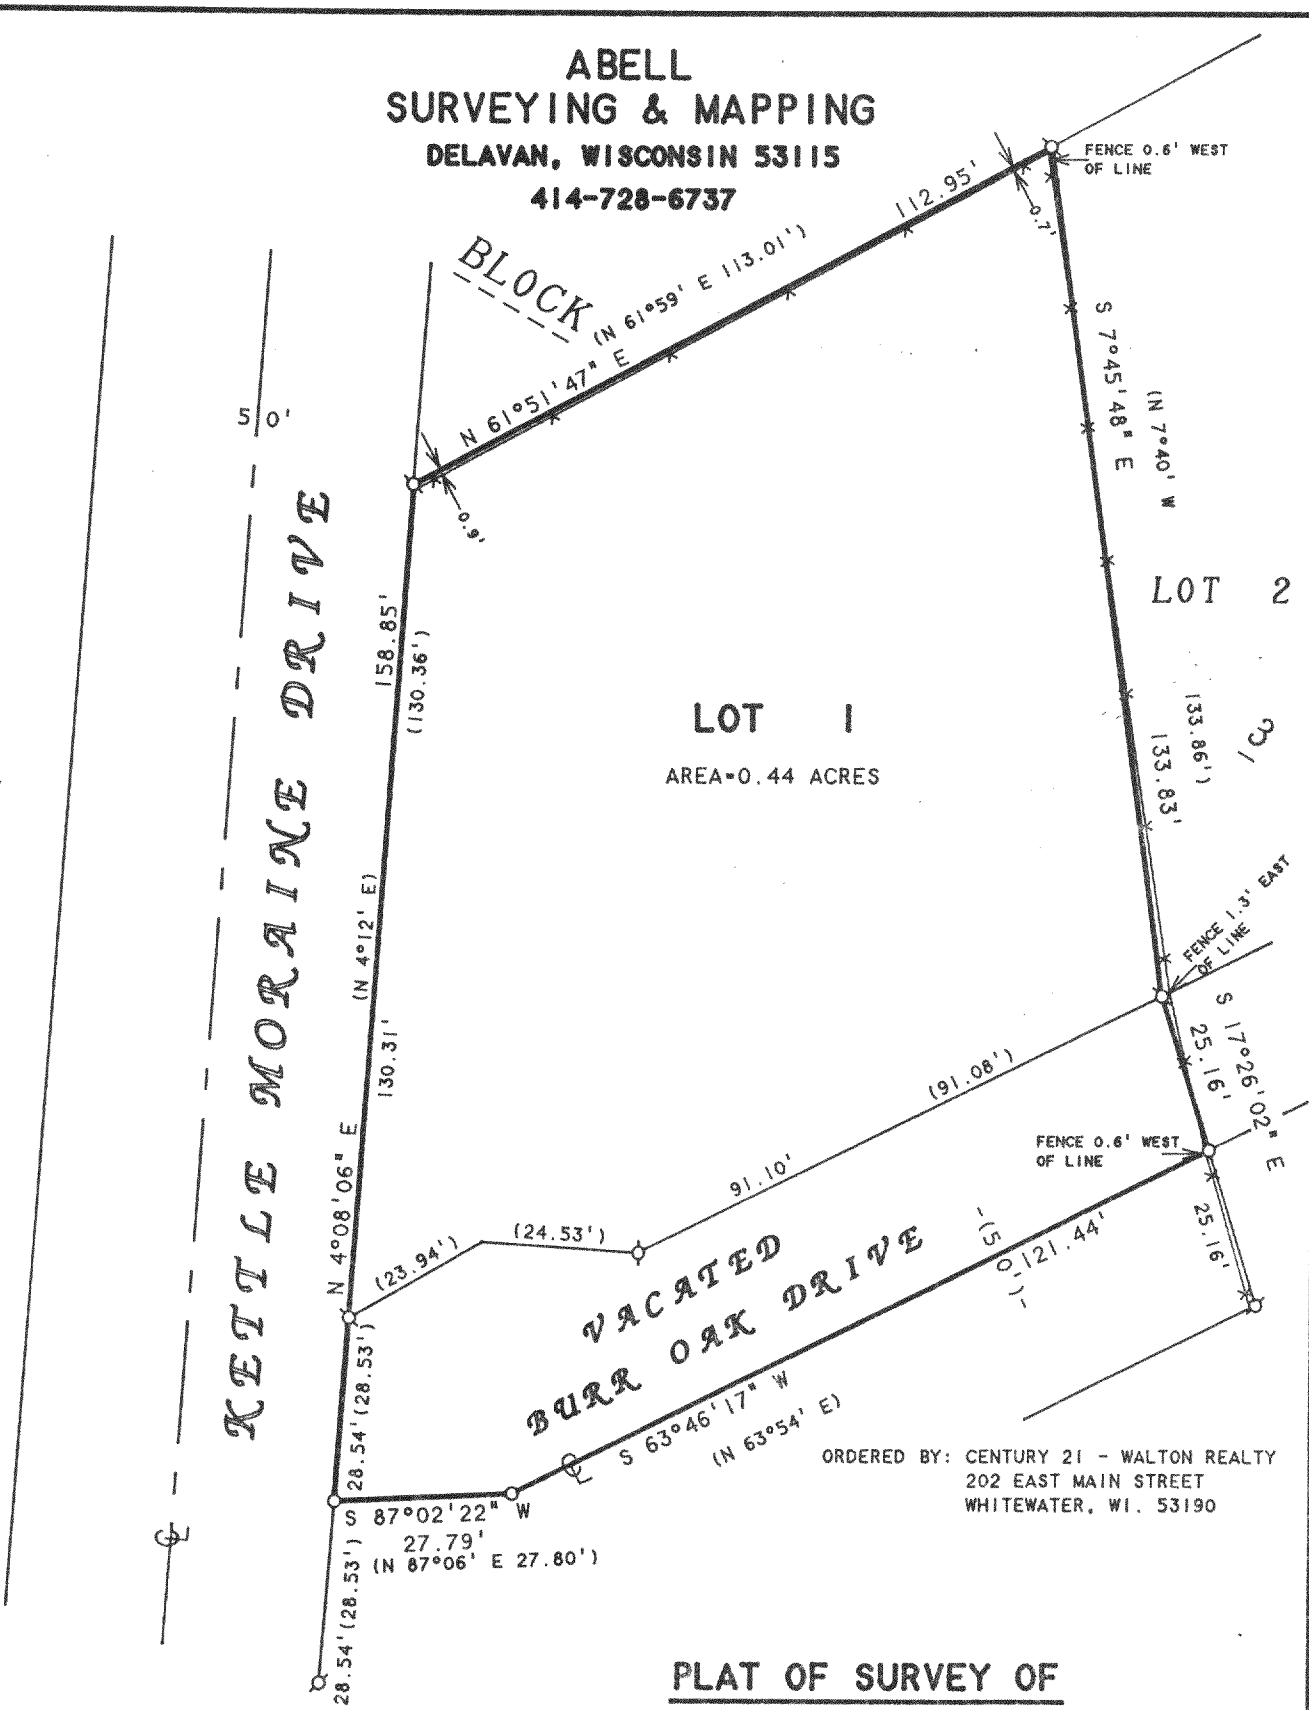 ABELL
SURVEYING & MAPPING
DELAVAN, WISCONSIN 53115
414-728-6737
FENCE 0.6' WEST
OF LINE
112.95'
0.7'
BLOCK
(N 61°59' E 113.01')
N 61°51'47" E
0.9'
50'
S 7°45'48" E
(N 7°40' W
133.86')
133.83'
LOT 2
KETTLE MORAINE DRIVE
158.85'
(130.36')
LOT 1
AREA=0.44 ACRES
(N 4°12' E)
130.31'
N 4°08'06" E
FENCE 1.3' EAST
OF LINE
S 17°26'02" E
25.16'
(91.08')
91.10'
FENCE 0.6' WEST
OF LINE
25.16'
(23.94')
(24.53')
VACATED
BURR OAK DRIVE
-(50')-
121.44'
28.54'(28.53')
S 63°46'17" W
(N 63°54' E)
ORDERED BY: CENTURY 21 - WALTON REALTY
202 EAST MAIN STREET
WHITEWATER, WI. 53190
S 87°02'22" W
27.79'
(N 87°06' E 27.80')
28.54'(28.53')
PLAT OF SURVEY OF